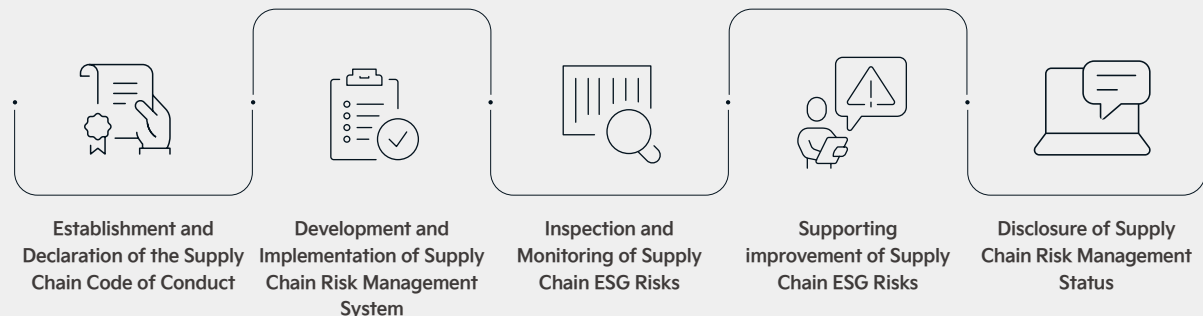 Establishment and
Declaration of the Supply
Chain Code of Conduct
Development and
Implementation of Supply
Chain Risk Management
System
Inspection and
Monitoring of Supply
Chain ESG Risks
Supporting
improvement of Supply
Chain ESG Risks
Disclosure of Supply
Chain Risk Management
Status